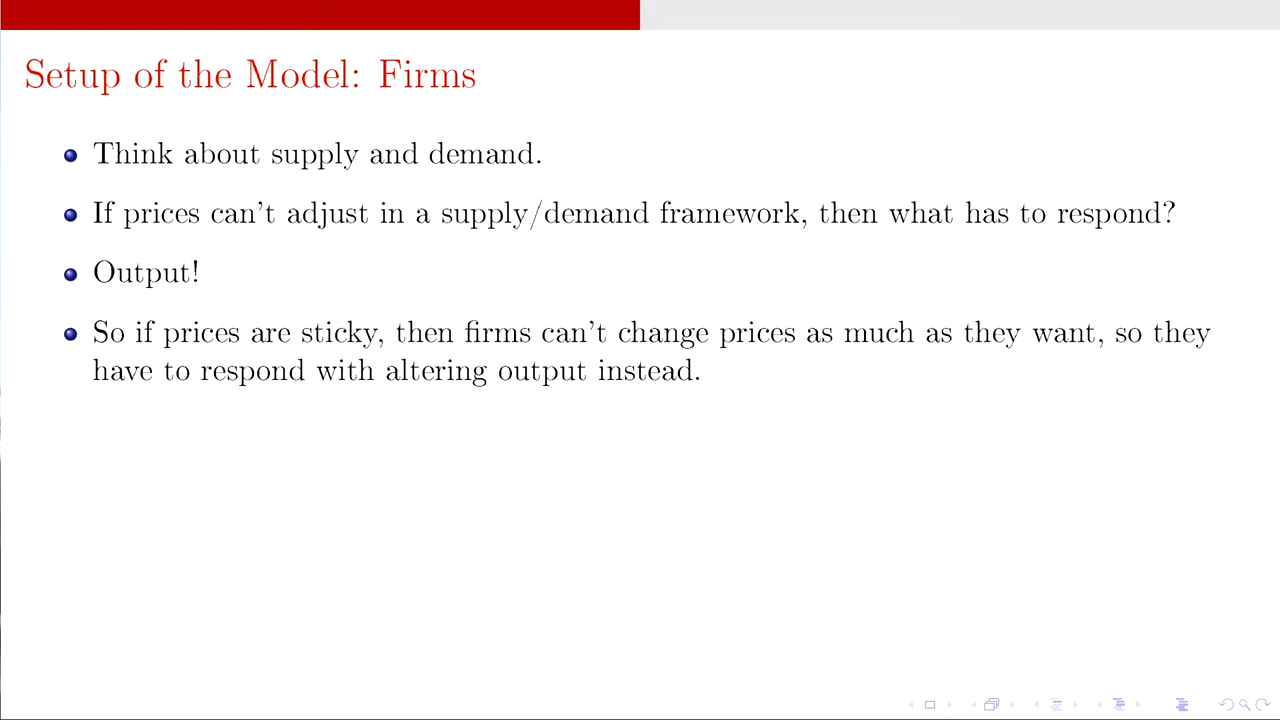 Setup of the Model: Firms
Think about supply and demand.
If prices can't adjust in a supply/demand framework, then what has to respond?
Output!
So if prices are sticky, then firms can't change prices as much as they want, so they
have to respond with altering output instead.